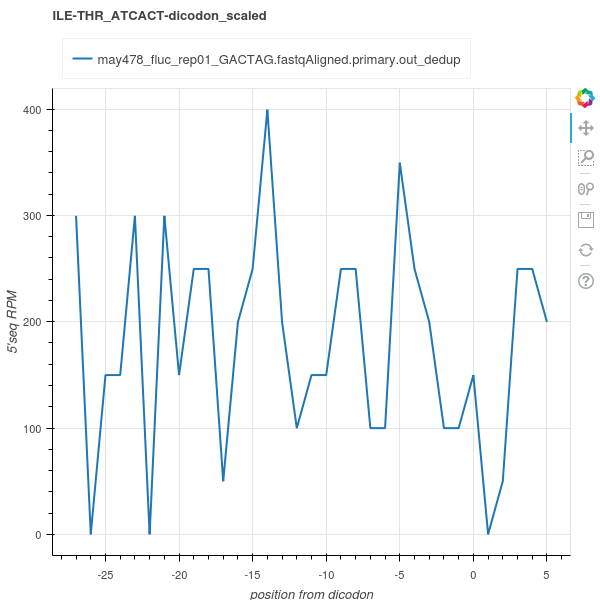 ILE-THR_ATCACT-dicodon_scaled
may478_fluc_rep01_GACTAG.fastqAligned.primary.out_dedup
400
300
200
100
0
5'seq RPM
-25 -20 -15 -10 -5 0 5
position from dicodon